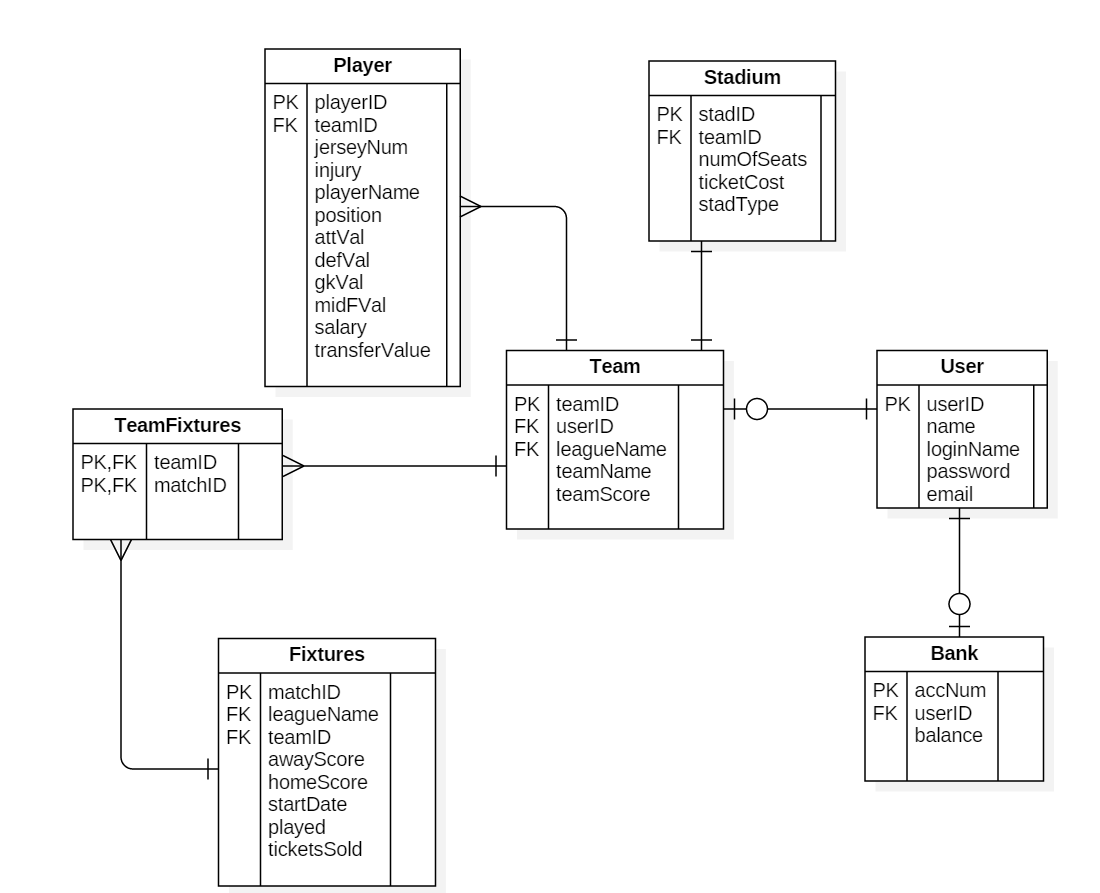 Player
PK playerID
FK teamID
jerseyNum
injury
playerName
position
attVal
defVal
gkVal
midFVal
salary
transferValue
Stadium
PK stadID
FK teamID
numOfSeats
ticketCost
stadType
Team
PK teamID
FK userID
FK leagueName
teamName
teamScore
User
PK userID
name
loginName
password
email
TeamFixtures
PK,FK teamID
PK,FK matchID
Fixtures
PK matchID
FK leagueName
FK teamID
awayScore
homeScore
startDate
played
ticketsSold
Bank
PK accNum
FK userID
balance